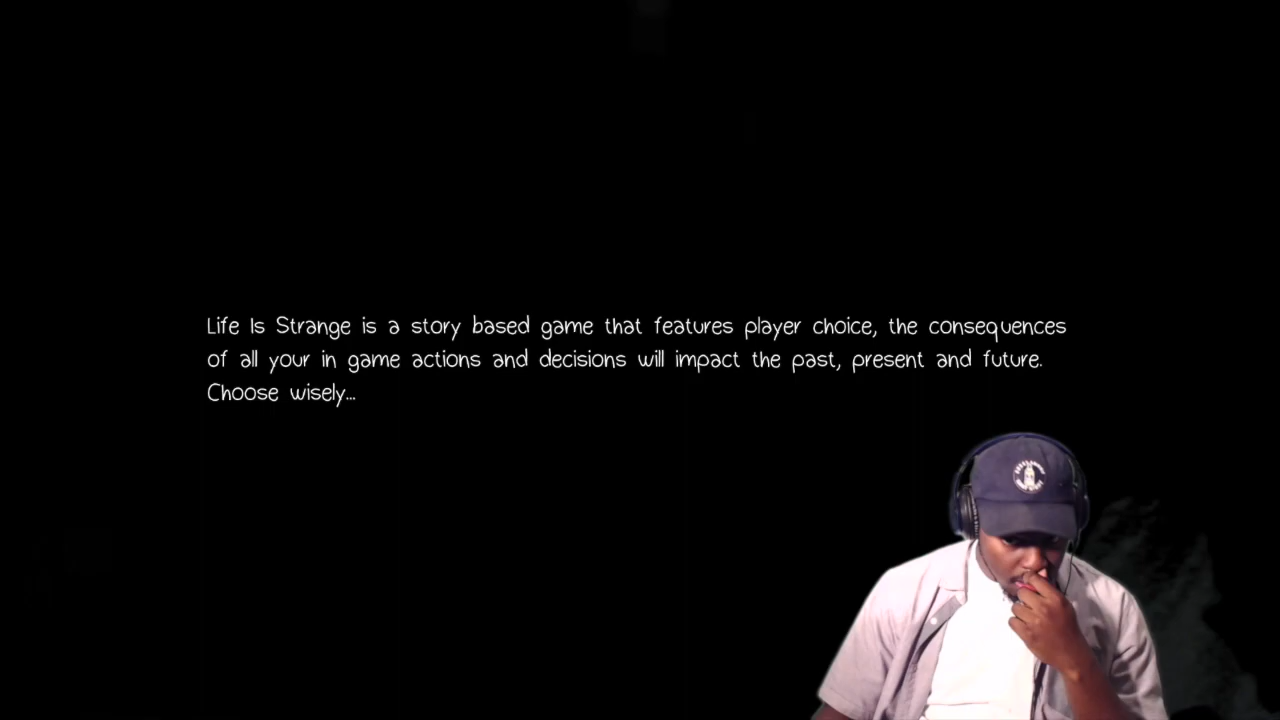 Life Is Strange is a story based game that features player choice, the consequences
of all your in game actions and decisions will impact the past, present and future.
Choose wisely...